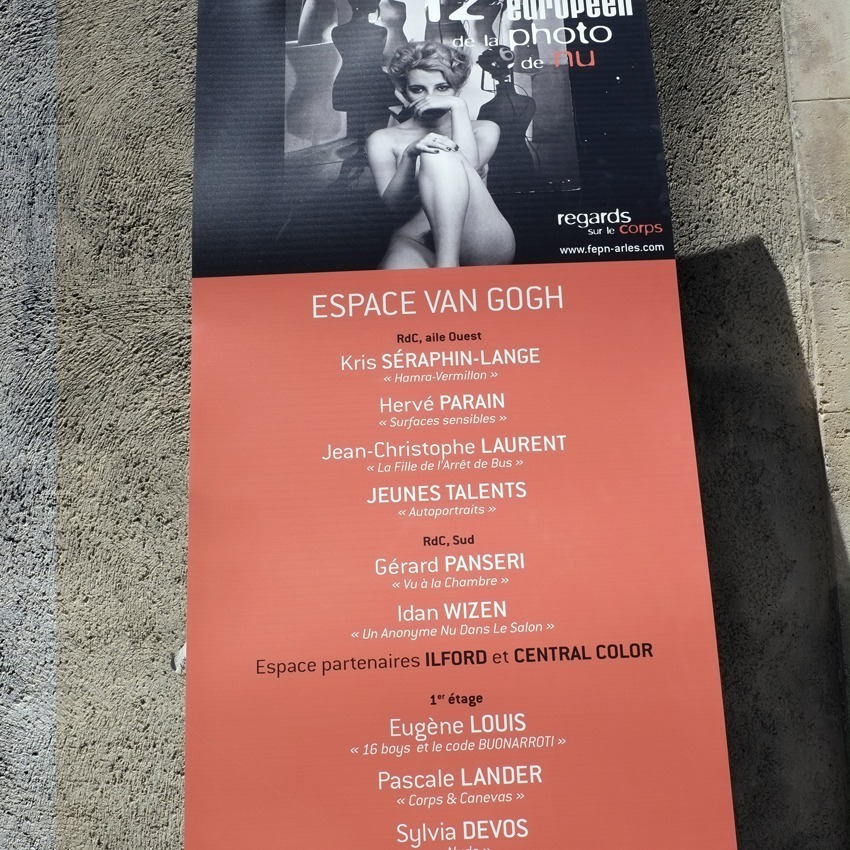 12
européen
de la photo
de nu
regards
sur le corps
www.fepn-arles.com
ESPACE VAN GOGH
RdC, aile Ouest
Kris SÉRAPHIN-LANGE
« Hamra-Vermillon »
Hervé PARAIN
« Surfaces sensibles »
Jean-Christophe LAURENT
« La Fille de l'Arrêt de Bus »
JEUNES TALENTS
« Autoportraits »
RdC, Sud
Gérard PANSERI
« Vu à la Chambre »
Idan WIZEN
« Un Anonyme Nu Dans Le Salon »
Espace partenaires ILFORD et CENTRAL COLOR
1er étage
Eugène LOUIS
« 16 boys et le code BUONARROTI »
Pascale LANDER
« Corps & Canevas »
Sylvia DEVOS